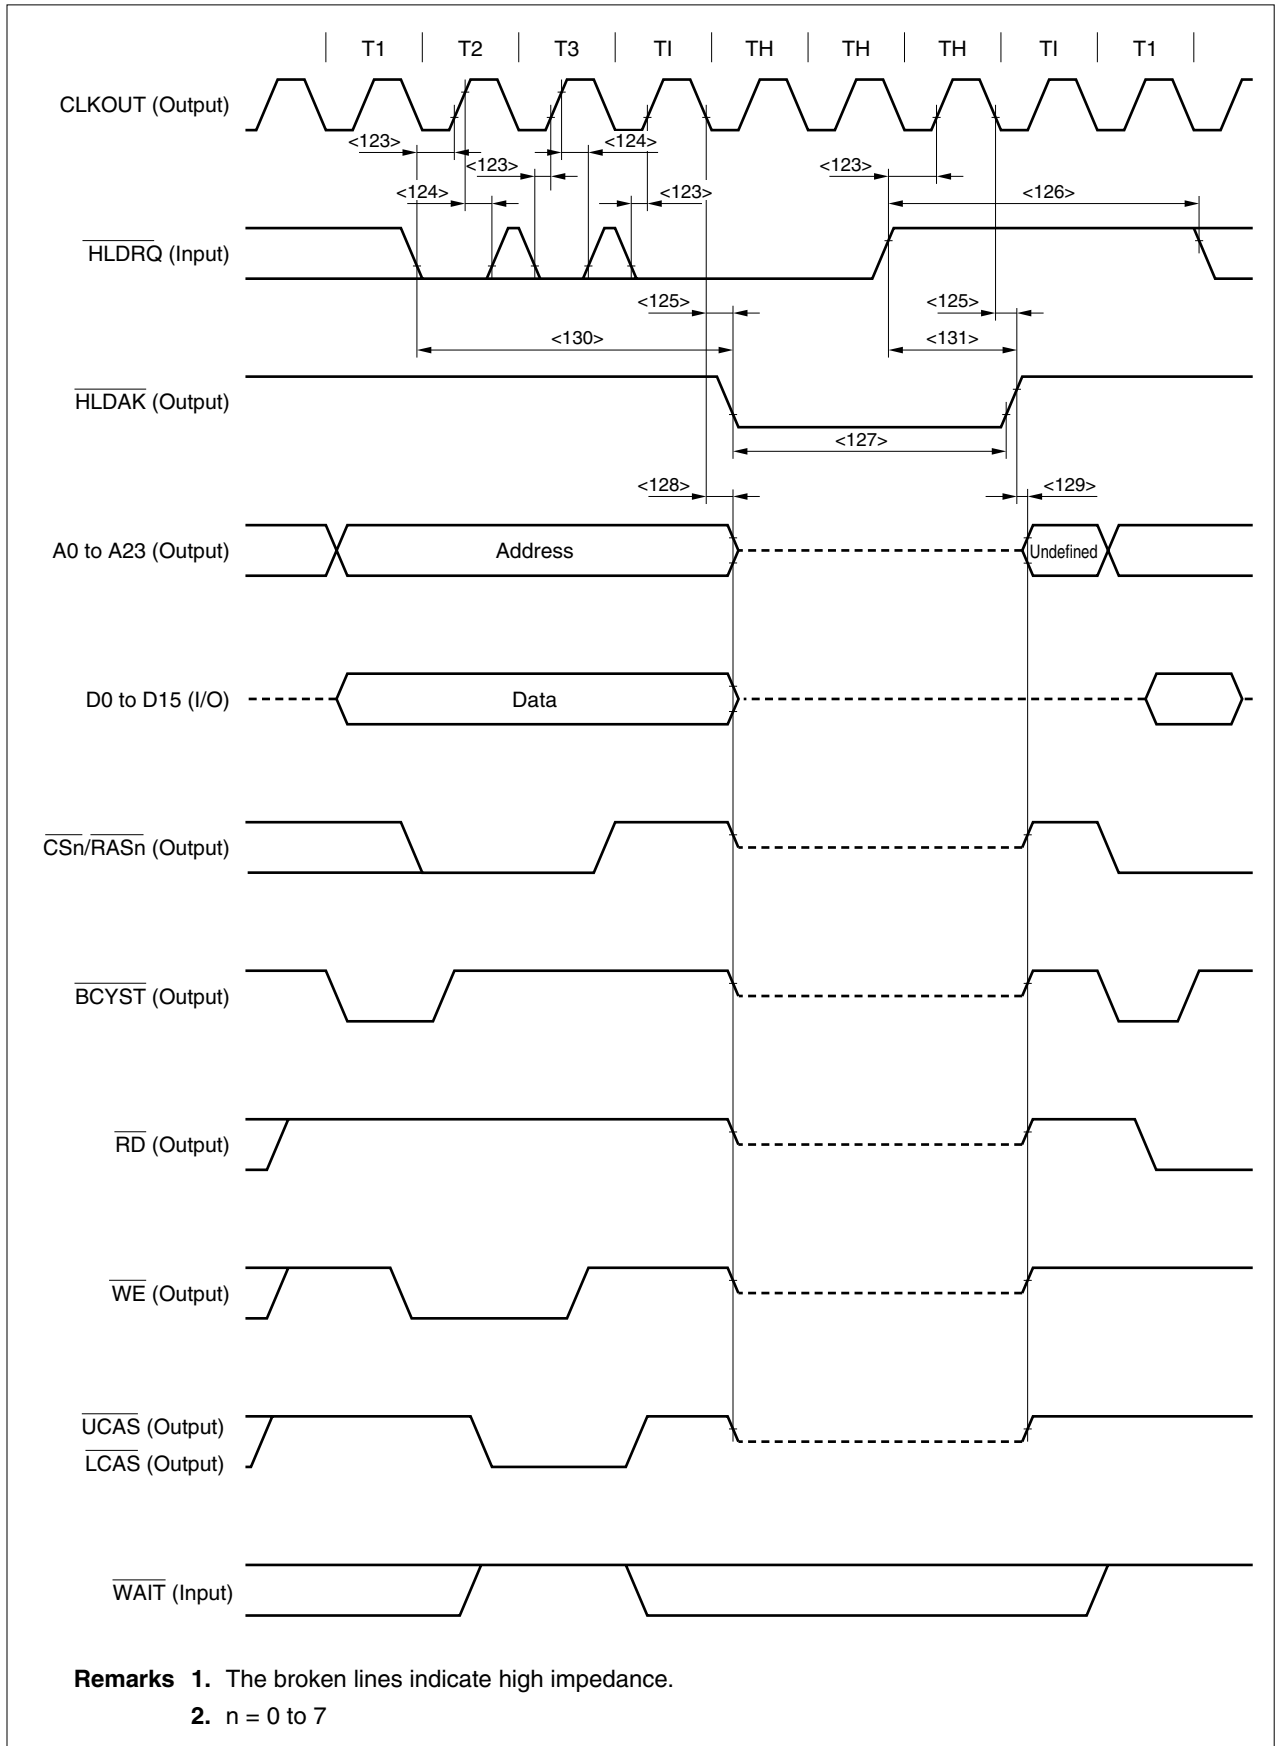 T1 T2 T3 TI TH TH TH TI T1
CLKOUT (Output)
<123> <124>
<123> <123>
<124> <123> <126>
HLDRQ (Input)
<125> <125>
<130> <131>
HLDAK (Output)
<127>
<128> <129>
A0 to A23 (Output) Address Undefined
D0 to D15 (I/O) Data
CSn/RASn (Output)
BCYST (Output)
RD (Output)
WE (Output)
UCAS (Output)
LCAS (Output)
WAIT (Input)
Remarks 1. The broken lines indicate high impedance.
2. n = 0 to 7